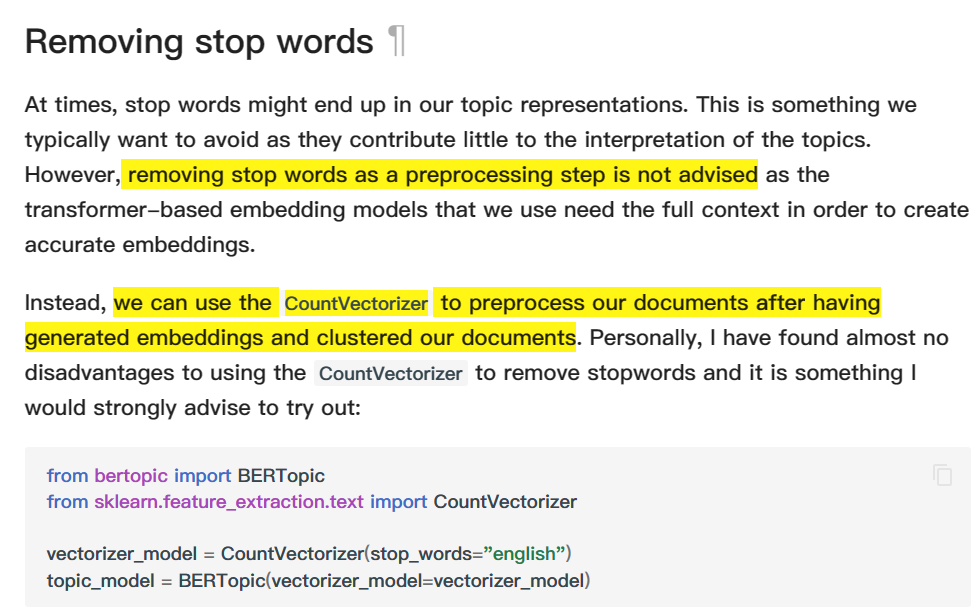 Removing stop words ¶
At times, stop words might end up in our topic representations. This is something we
typically want to avoid as they contribute little to the interpretation of the topics.
However, removing stop words as a preprocessing step is not advised as the
transformer-based embedding models that we use need the full context in order to create
accurate embeddings.
Instead, we can use the CountVectorizer to preprocess our documents after having
generated embeddings and clustered our documents. Personally, I have found almost no
disadvantages to using the CountVectorizer to remove stopwords and it is something I
would strongly advise to try out:
from bertopic import BERTopic
from sklearn.feature_extraction.text import CountVectorizer
vectorizer_model = CountVectorizer(stop_words="english")
topic_model = BERTopic(vectorizer_model=vectorizer_model)